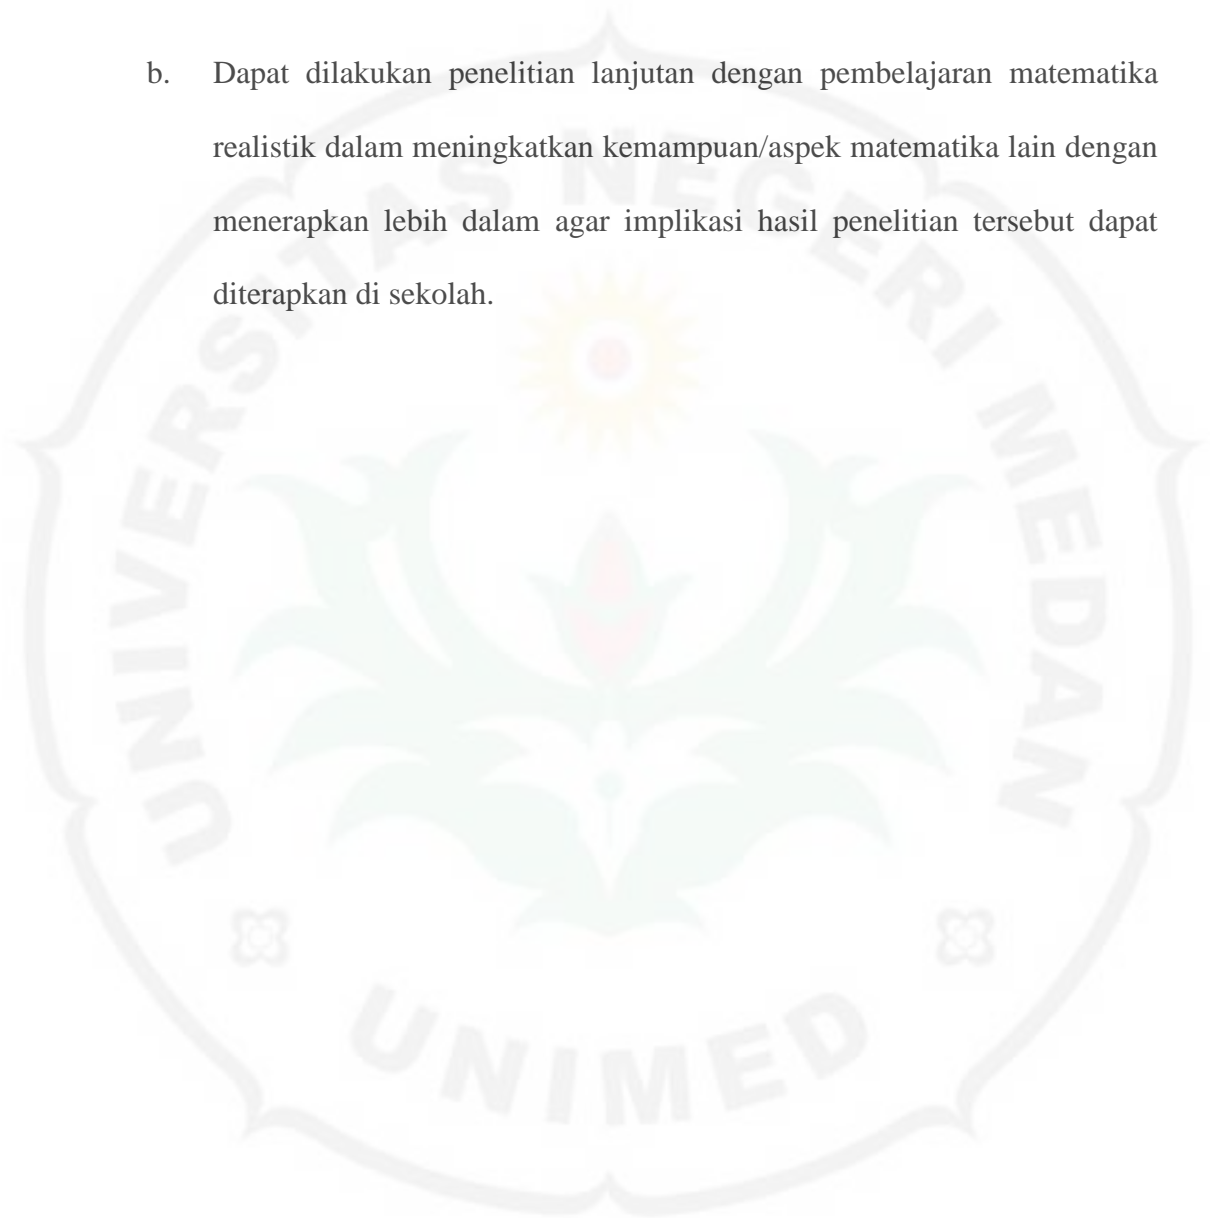 b. Dapat dilakukan penelitian lanjutan dengan pembelajaran matematika
realistik dalam meningkatkan kemampuan/aspek matematika lain dengan
menerapkan lebih dalam agar implikasi hasil penelitian tersebut dapat
diterapkan di sekolah.
UNIVERSITAS NEGERI MEDAN
UNIMED